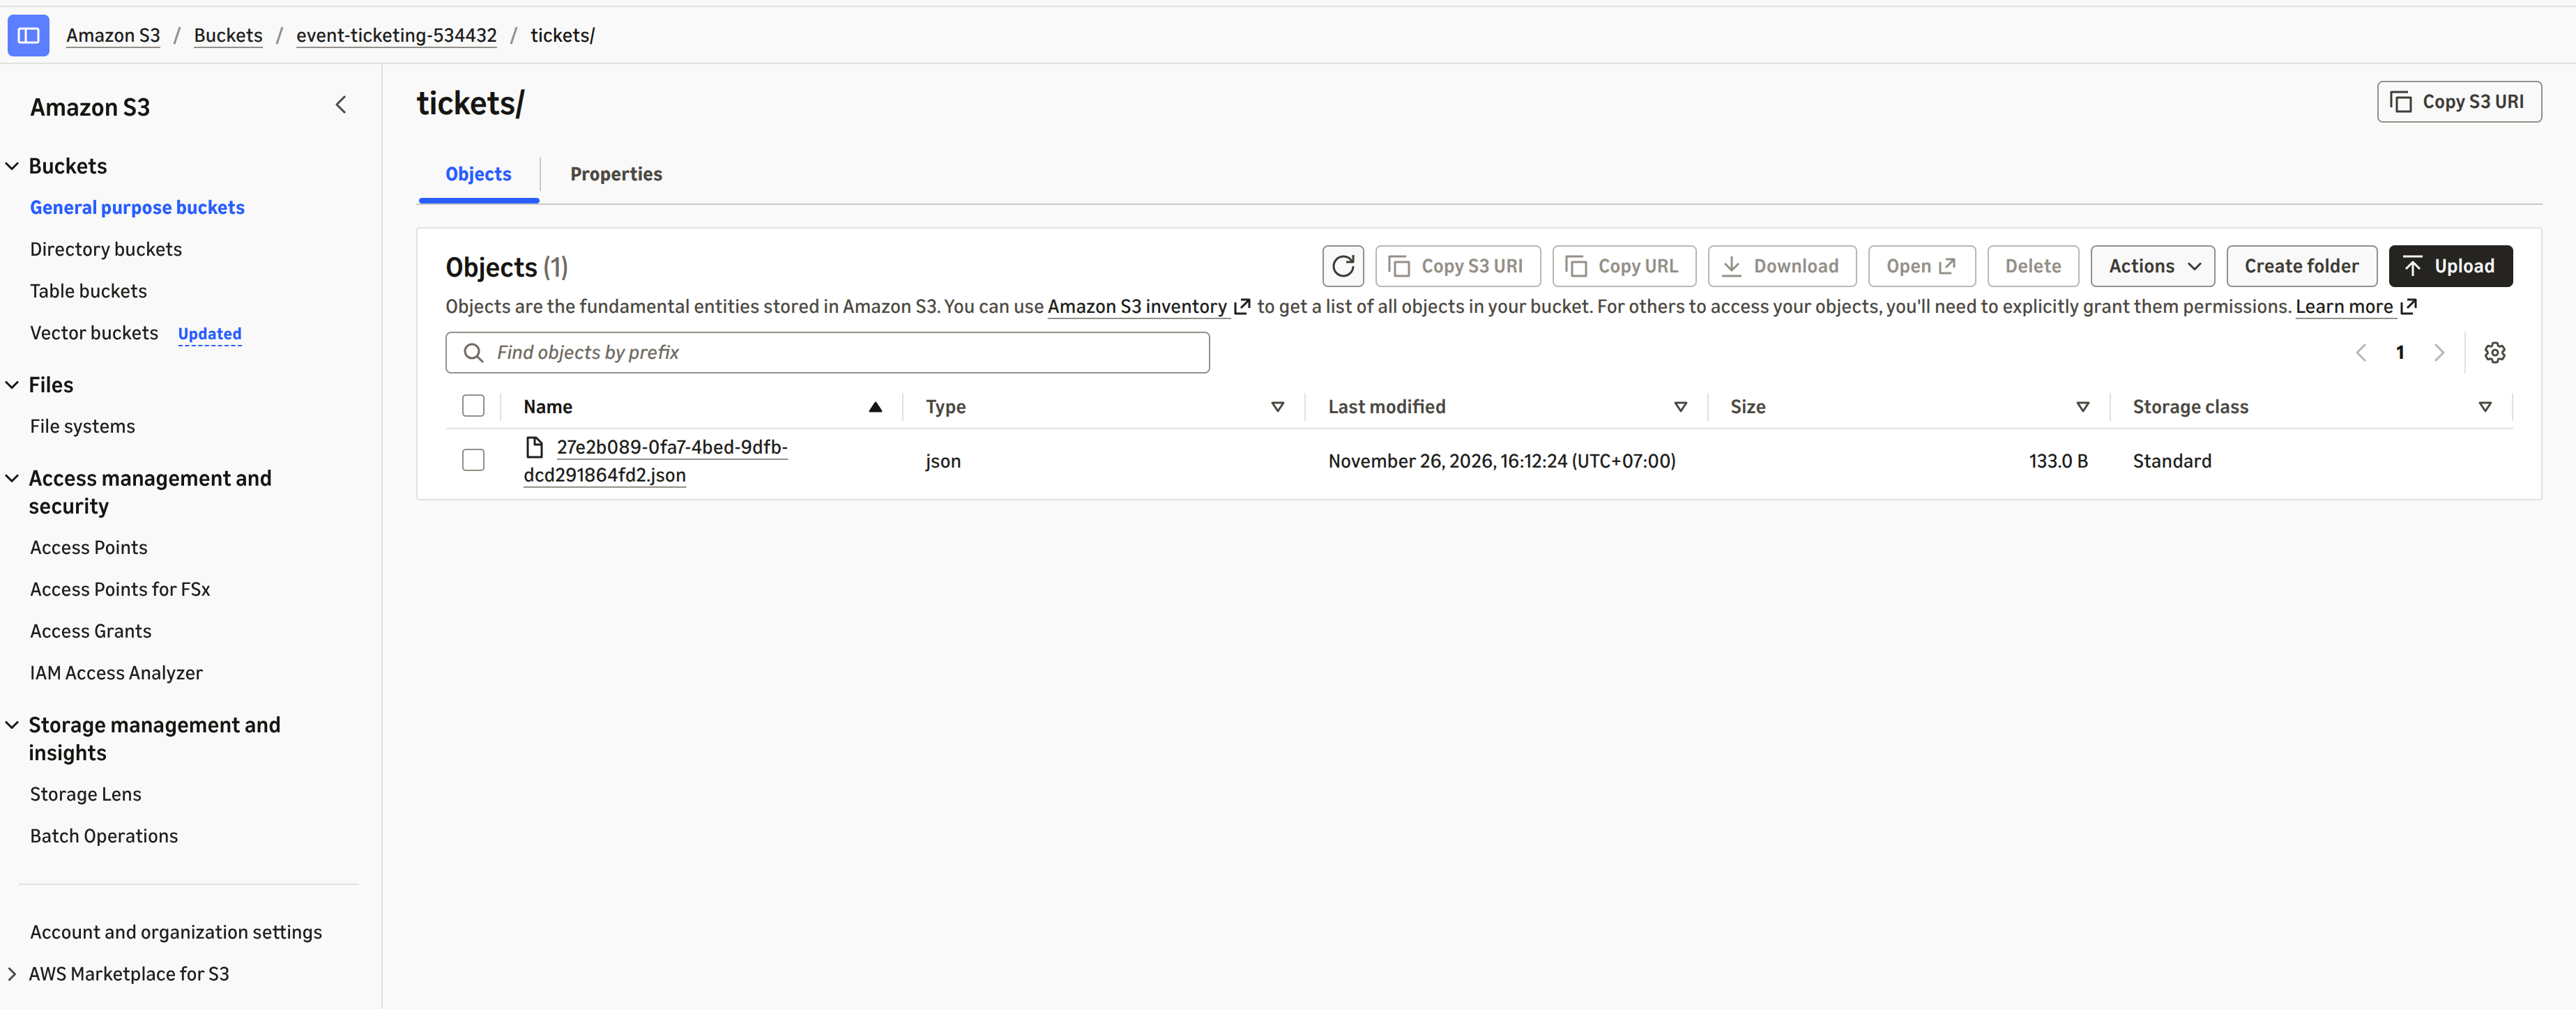 Amazon S3 / Buckets / event-ticketing-534432 / tickets/
Amazon S3
Buckets
General purpose buckets
Directory buckets
Table buckets
Vector buckets Updated
Files
File systems
Access management and
security
Access Points
Access Points for FSx
Access Grants
IAM Access Analyzer
Storage management and
insights
Storage Lens
Batch Operations
Account and organization settings
AWS Marketplace for S3
tickets/
Copy S3 URI
Objects Properties
Objects (1)
Copy S3 URI Copy URL Download Open Delete Actions Create folder Upload
Objects are the fundamental entities stored in Amazon S3. You can use Amazon S3 inventory to get a list of all objects in your bucket. For others to access your objects, you'll need to explicitly grant them permissions. Learn more
Find objects by prefix
1
Name Type Last modified Size Storage class
27e2b089-0fa7-4bed-9dfb-
dcd291864fd2.json
json November 26, 2026, 16:12:24 (UTC+07:00) 133.0 B Standard